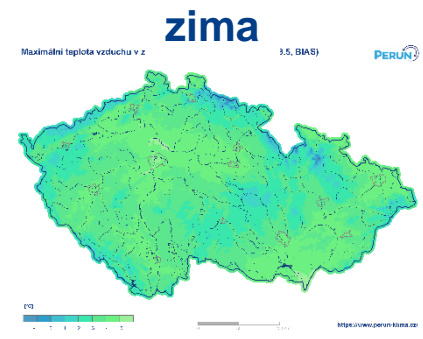 zima
Maximální teplota vzduchu v z 3.5, BIAS)
PERUN
[°C]
https://www.perun-klima.cz/